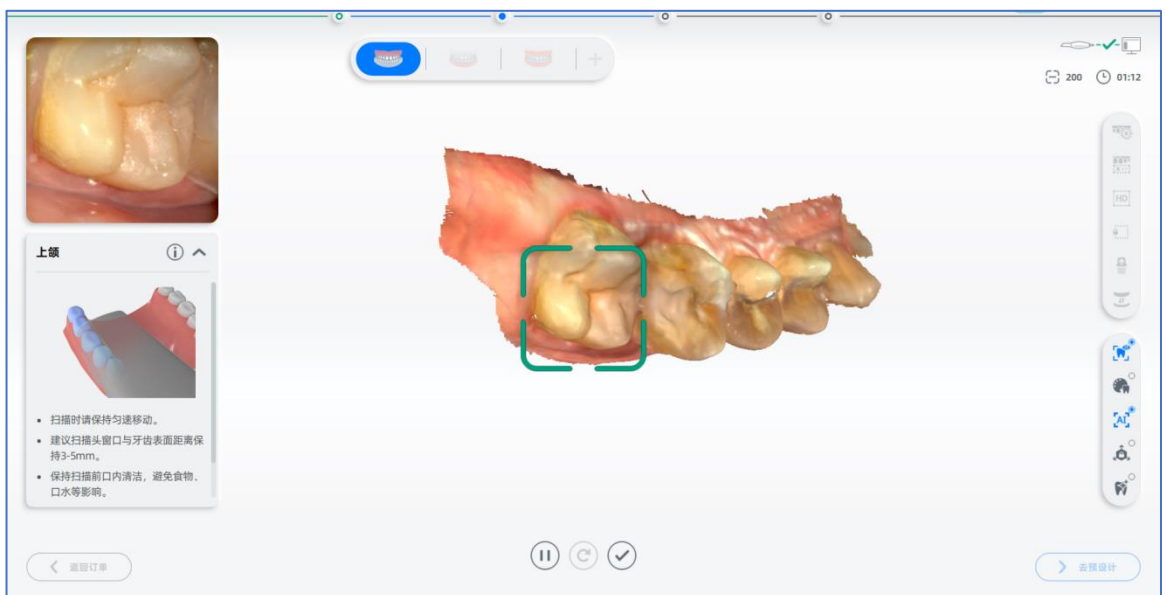 200
01:12
HD
上颌
扫描时请保持匀速移动。
建议扫描头窗口与牙齿表面距离保
持3-5mm。
保持扫描前口内清洁，避免食物、
口水等影响。
AI
返回订单
去预设计